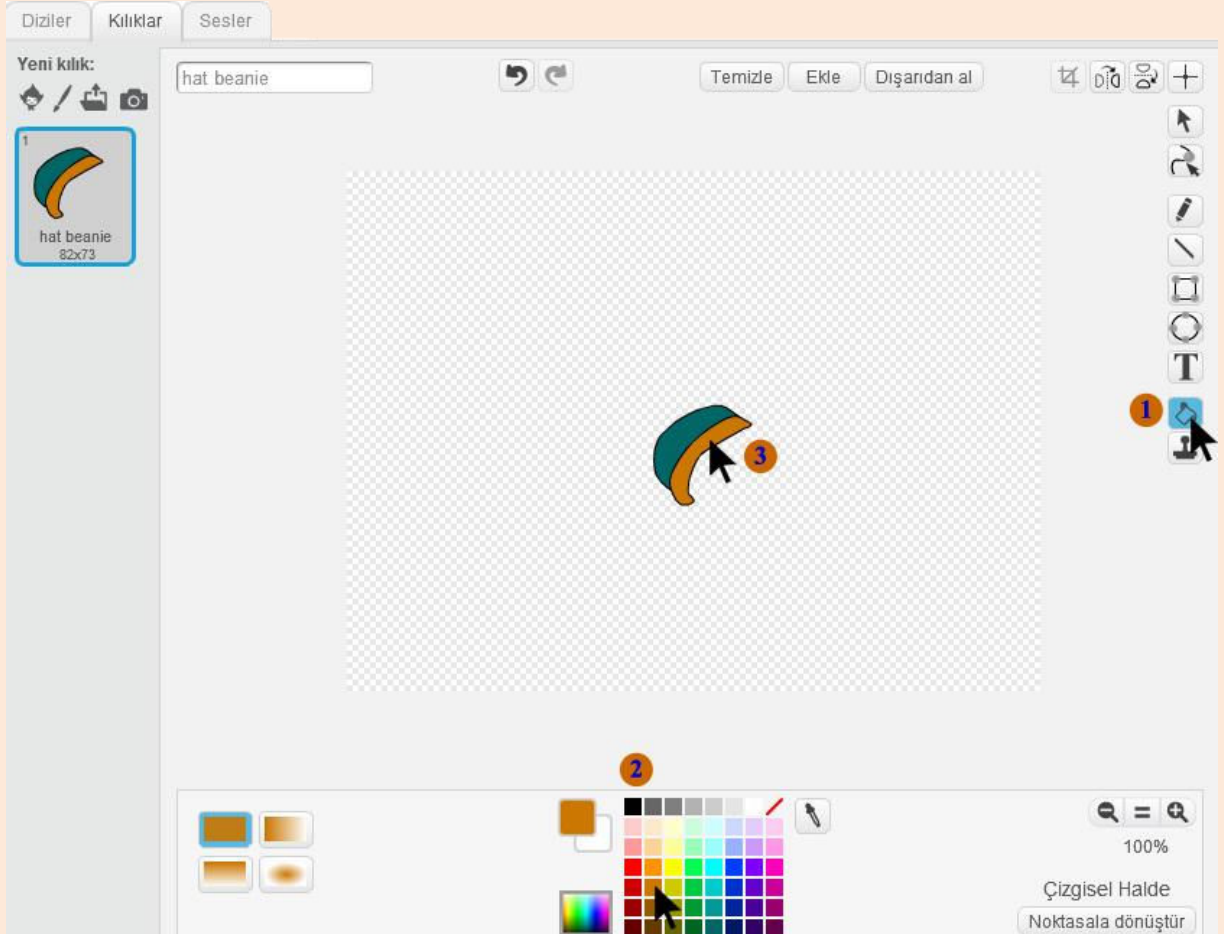 Diziler Kılıklar Sesler
Yeni kılık:
hat beanie
Temizle Ekle Dışarıdan al
1
hat beanie
82x73
T
1
3
2
100%
Çizgisel Halde
Noktasala dönüştür